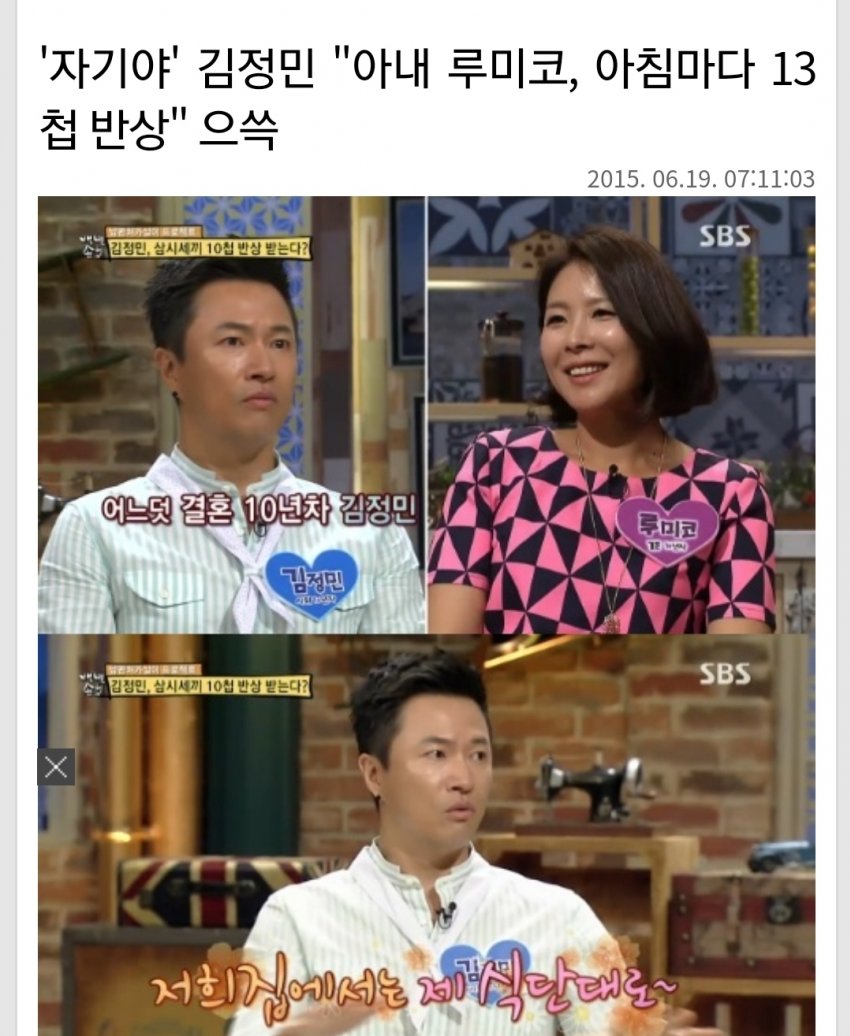 '자기야' 김정민 "아내 루미코, 아침마다 13
첩 반상" 으쓱
2015. 06.19. 07:11:03
김정민, 삼시세끼 10첩 반상 받는다?
SBS
어느덧 결혼 10년차 김정민
김정민
루미코
김정민, 삼시세끼 10첩 반상 받는다?
SBS
저희집에서는 제 식단대로~